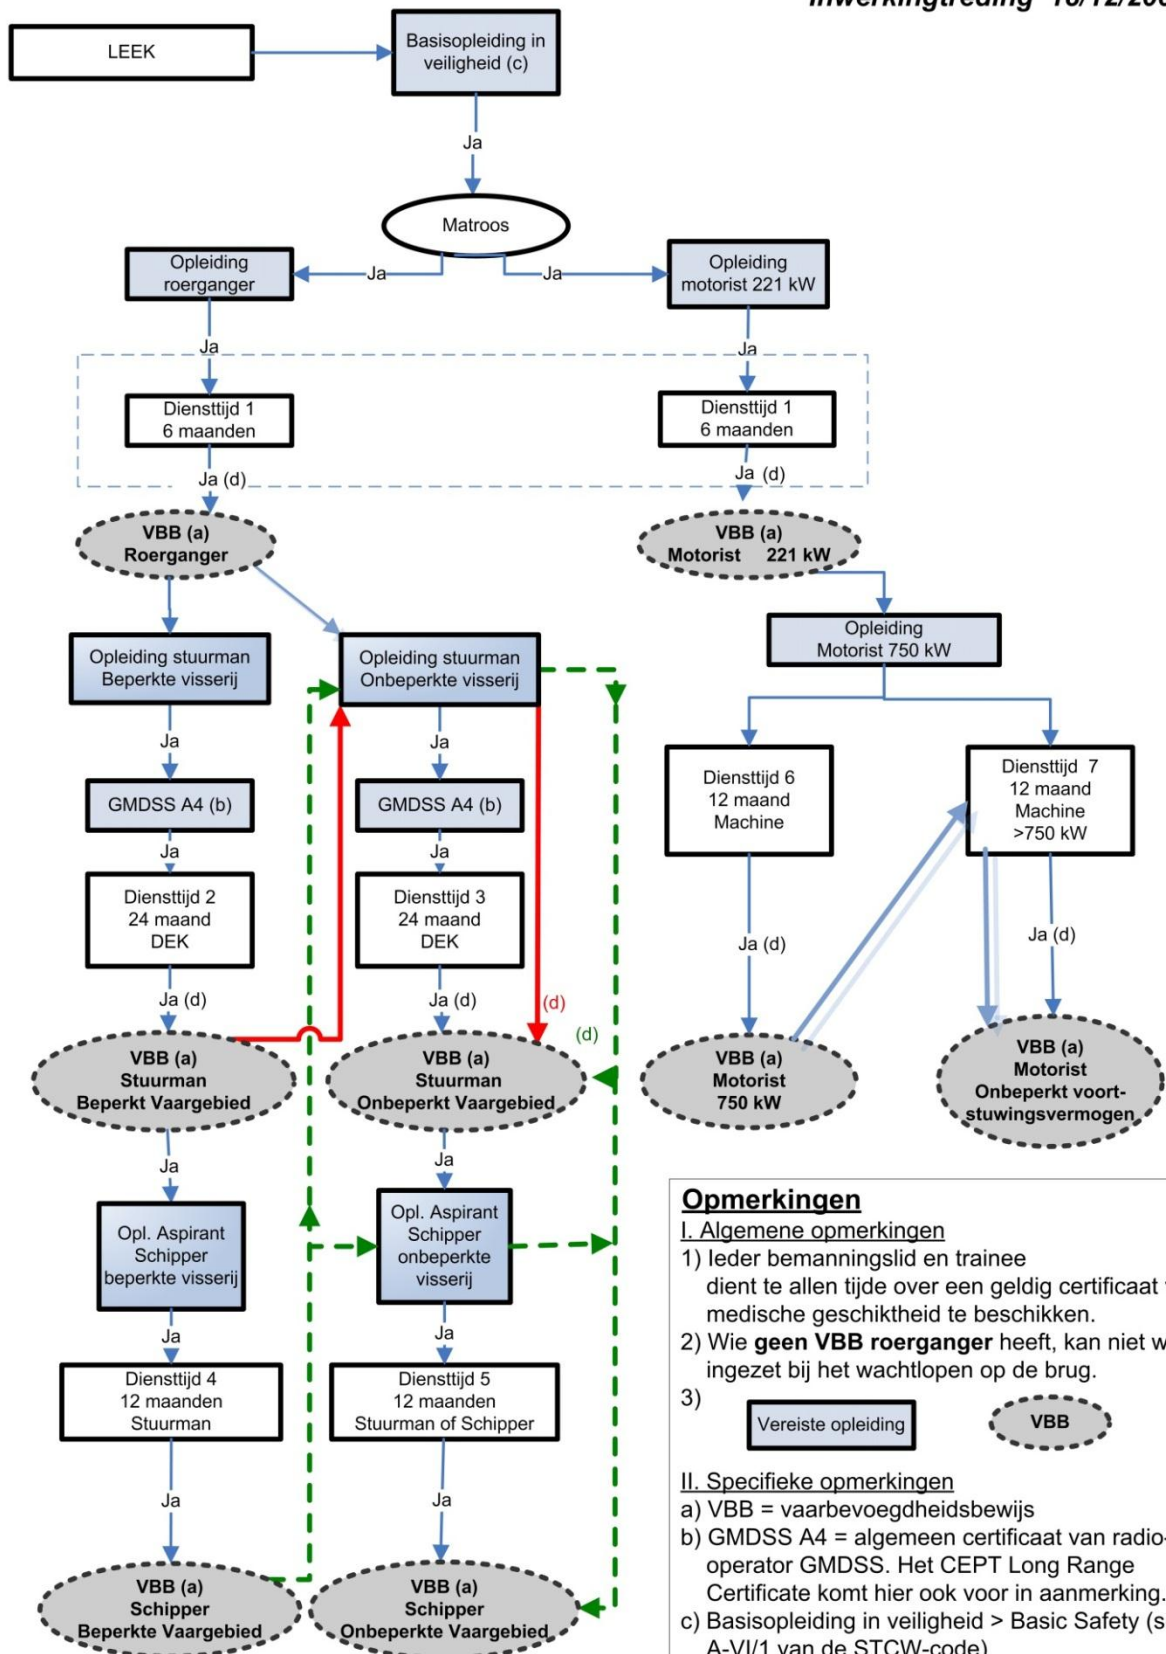 Inwerkingtreding
LEEK
Basisopleiding in
veiligheid (c)
Ja
Matroos
Ja
Ja
Opleiding
roerganger
Opleiding
motorist 221 kW
Ja
Ja
Diensttijd 1
6 maanden
Diensttijd 1
6 maanden
Ja (d)
Ja (d)
VBB (a)
Roerganger
VBB (a)
Motorist 221 kW
Opleiding
Motorist 750 kW
Opleiding stuurman
Beperkte visserij
Opleiding stuurman
Onbeperkte visserij
Ja
Ja
GMDSS A4 (b)
GMDSS A4 (b)
Diensttijd 6
12 maand
Machine
Diensttijd 7
12 maand
Machine
>750 kW
Ja
Ja
Diensttijd 2
24 maand
DEK
Diensttijd 3
24 maand
DEK
Ja (d)
Ja (d)
Ja (d)
Ja (d)
(d)
(d)
VBB (a)
Stuurman
Beperkt Vaargebied
VBB (a)
Stuurman
Onbeperkt Vaargebied
VBB (a)
Motorist
750 kW
VBB (a)
Motorist
Onbeperkt voort-
stuwingsvermogen
Ja
Ja
Opl. Aspirant
Schipper
beperkte visserij
Opl. Aspirant
Schipper
onbeperkte
visserij
Ja
Ja
Diensttijd 4
12 maanden
Stuurman
Diensttijd 5
12 maanden
Stuurman of Schipper
Ja
Ja
VBB (a)
Schipper
Beperkte Vaargebied
VBB (a)
Schipper
Onbeperkte Vaargebied
Opmerkingen
I. Algemene opmerkingen
1) Ieder bemanningslid en trainee
dient te allen tijde over een geldig certificaat
medische geschiktheid te beschikken.
2) Wie geen VBB roerganger heeft, kan niet
ingezet bij het wachtlopen op de brug.
3)
Vereiste opleiding
VBB
II. Specifieke opmerkingen
a) VBB = vaarbevoegdheidsbewijs
b) GMDSS A4 = algemeen certificaat van radio-
operator GMDSS. Het CEPT Long Range
Certificate komt hier ook voor in aanmerking.
c) Basisopleiding in veiligheid > Basic Safety
A-VI/1 van de STCW-code)